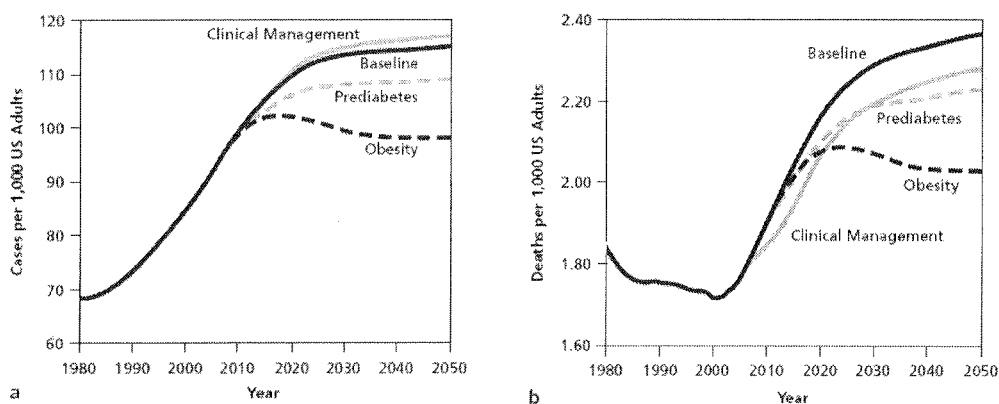 120
110
100
90
80
70
60
Cases per 1,000 US Adults
Clinical Management
Baseline
Prediabetes
Obesity
1980 1990 2000 2010 2020 2030 2040 2050
Year
a
2.40
2.20
2.00
1.80
1.60
Deaths per 1,000 US Adults
Baseline
Prediabetes
Obesity
Clinical Management
1980 1990 2000 2010 2020 2030 2040 2050
Year
b